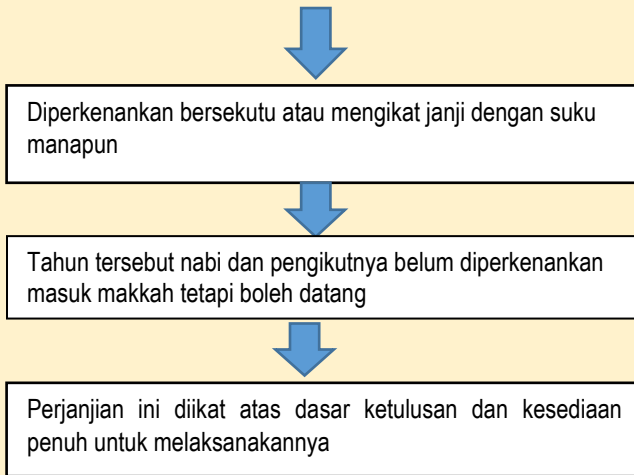 Diperkenankan bersekutu atau mengikat janji dengan suku
manapun
Tahun tersebut nabi dan pengikutnya belum diperkenankan
masuk makkah tetapi boleh datang
Perjanjian ini diikat atas dasar ketulusan dan kesediaan
penuh untuk melaksanakannya